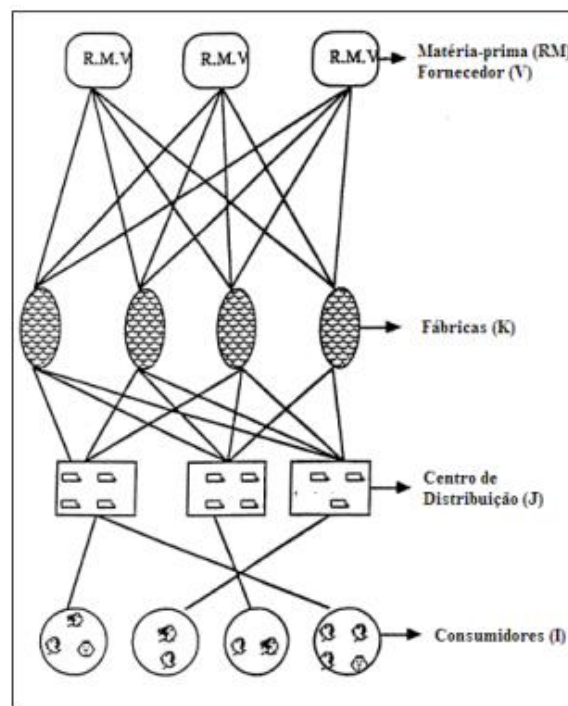 R.M.V
R.M.V
R.M.V
Matéria-prima (RM)
Fornecedor (V)
Fábricas (K)
Centro de
Distribuição (J)
Consumidores (I)